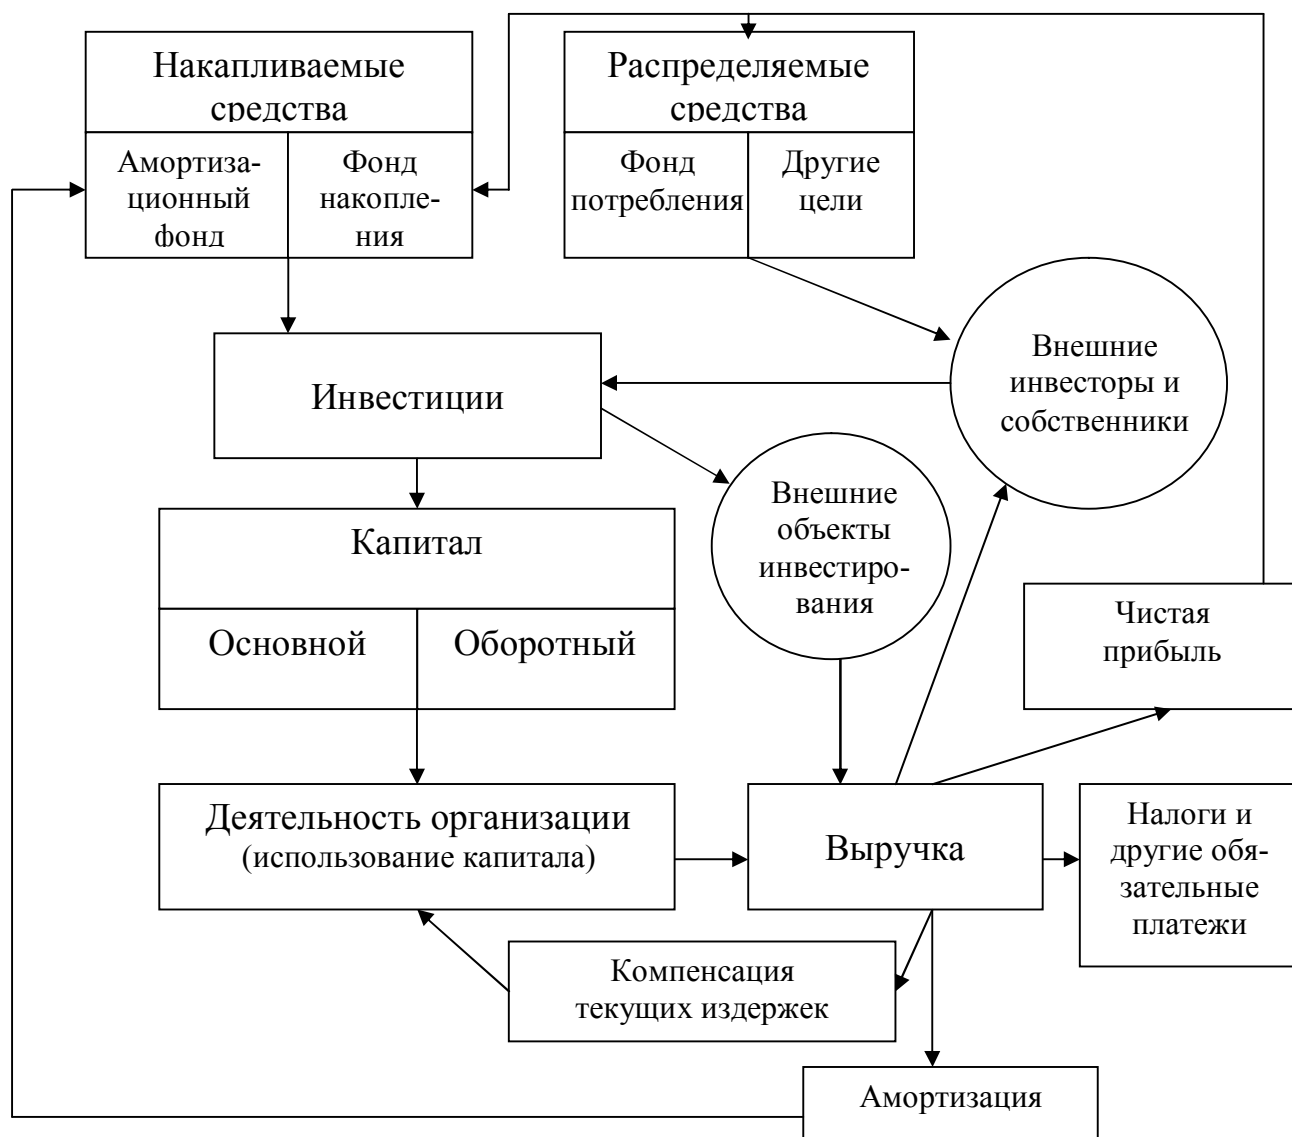 Накапливаемые
средства
Распределяемые
средства
Амортиза-
ционный
фонд
Фонд
накопле-
ния
Фонд
потребления
Другие
цели
Внешние
инвесторы и
собственники
Инвестиции
Внешние
объекты
инвестиро-
вания
Капитал
Основной
Оборотный
Чистая
прибыль
Деятельность организации
(использование капитала)
Выручка
Налоги и
другие обя-
зательные
платежи
Компенсация
текущих издержек
Амортизация